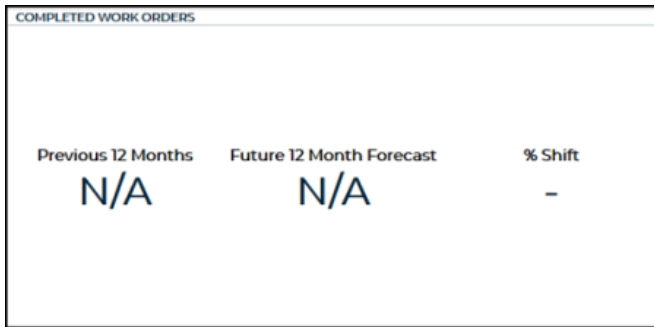 COMPLETED WORK ORDERS
Previous 12 Months Future 12 Month Forecast % Shift
N/A N/A -